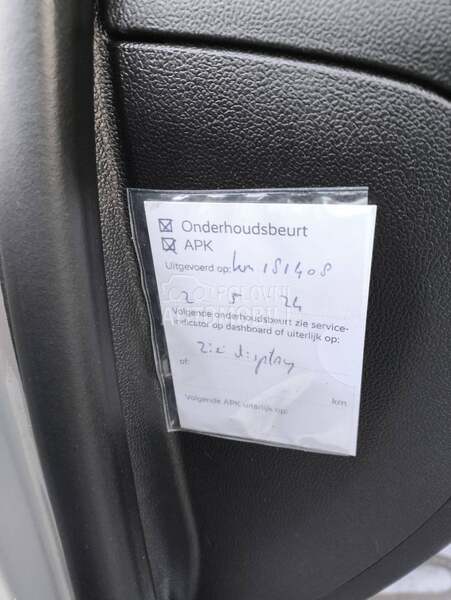 Onderhoudsbeurt
APK
Uitgevoerd op: km 181408
2 5 24
Volgende onderhoudsbeurt zie service-
indicator op dashboard of uiterlijk op:
zie display
of: km
Volgende APK uiterlijk op: